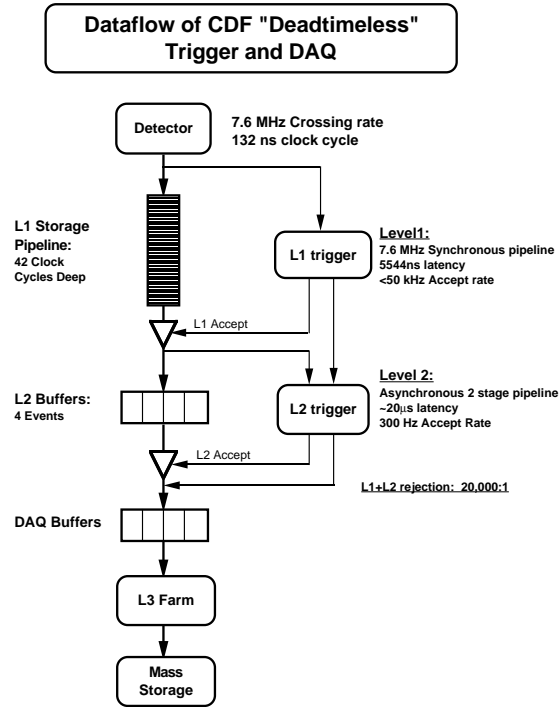 Dataflow of CDF "Deadtimeless"
Trigger and DAQ
Detector
7.6 MHz Crossing rate
132 ns clock cycle
L1 Storage
Pipeline:
42 Clock
Cycles Deep
L1 trigger
Level1:
7.6 MHz Synchronous pipeline
5544ns latency
<50 kHz Accept rate
L1 Accept
L2 Buffers:
4 Events
L2 trigger
Level 2:
Asynchronous 2 stage pipeline
~20µs latency
300 Hz Accept Rate
L2 Accept
L1+L2 rejection: 20,000:1
DAQ Buffers
L3 Farm
Mass
Storage